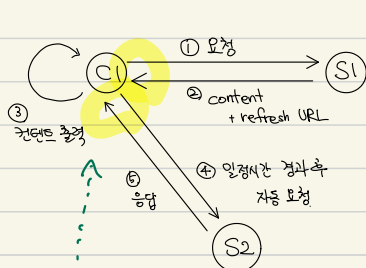 ① 요청
C1
S1
② content
+ refresh URL
③
컨텐트 출력
④ 일정시간 경과 후
자동 요청
⑤
응답
S2